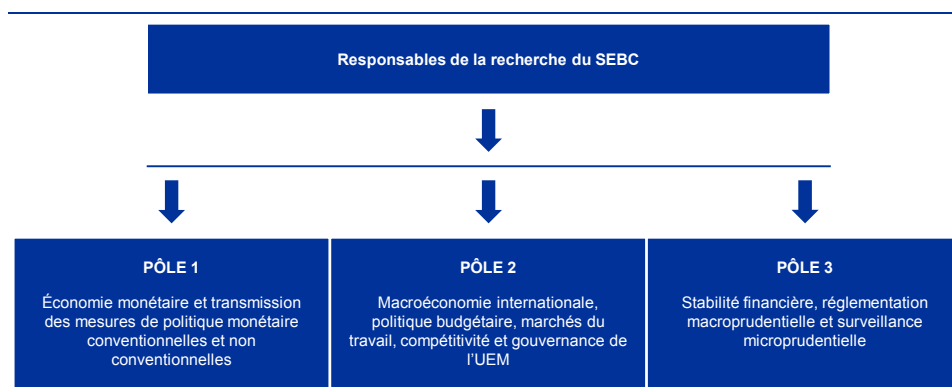 Responsables de la recherche du SEBC
PÔLE 1
Économie monétaire et transmission
des mesures de politique monétaire
conventionnelles et non
conventionnelles
PÔLE 2
Macroéconomie internationale,
politique budgétaire, marchés du
travail, compétitivité et gouvernance de
l’UEM
PÔLE 3
Stabilité financière, réglementation
macroprudentielle et surveillance
microprudentielle